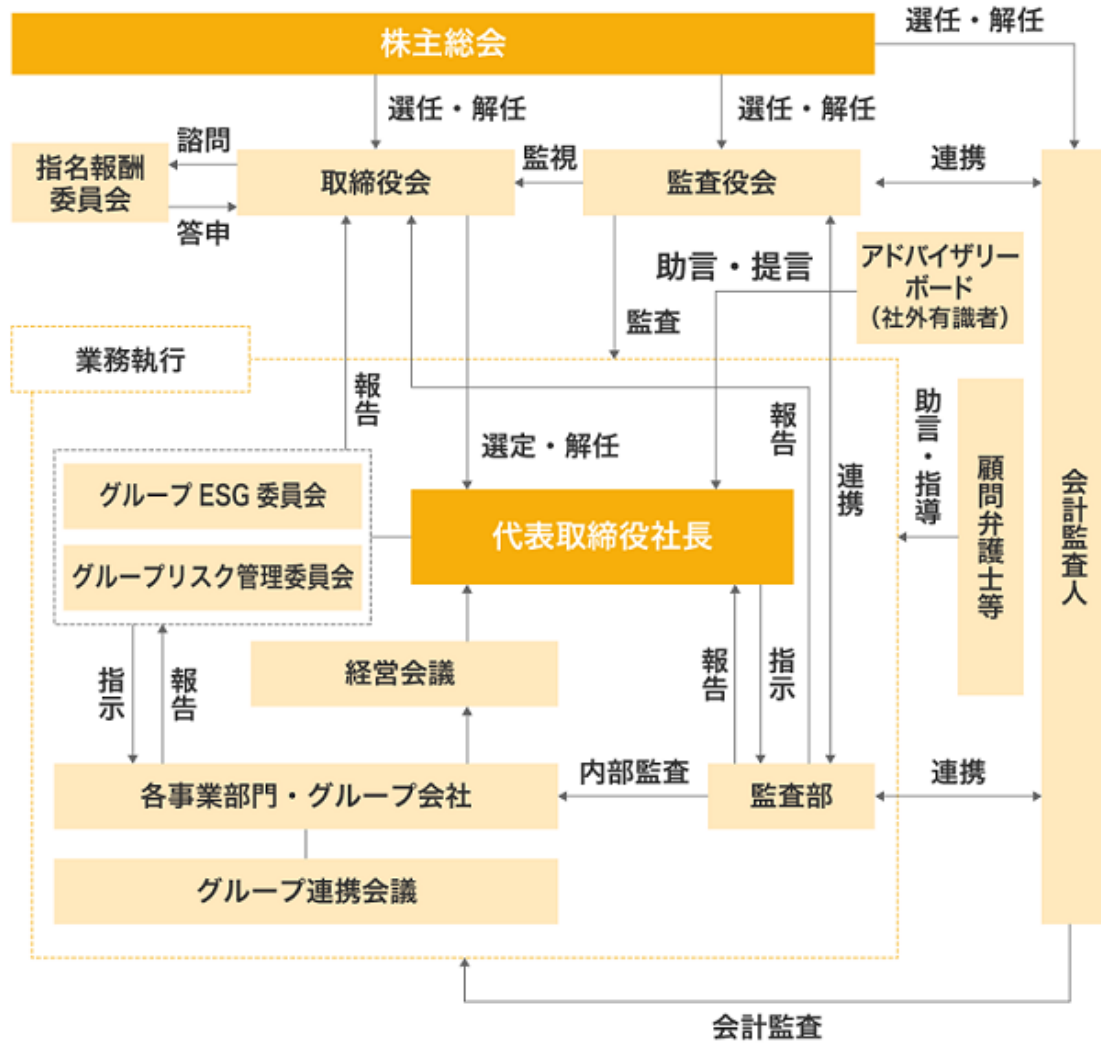 株主総会
選任・解任
選任・解任
選任・解任
指名報酬
委員会
諮問
答申
取締役会
監視
監査役会
連携
アドバイザリー
ボード
（社外有識者）
助言・提言
監査
業務執行
報告
選定・解任
報告
連携
助言・指導
顧問弁護士等
会計監査人
グループ ESG 委員会
グループリスク管理委員会
代表取締役社長
指示
報告
経営会議
報告
指示
各事業部門・グループ会社
内部監査
監査部
連携
グループ連携会議
会計監査